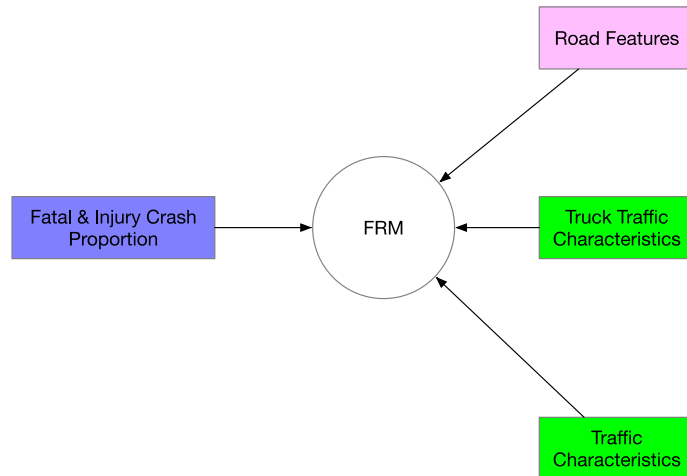 Road Features
Fatal & Injury Crash
Proportion
FRM
Truck Traffic
Characteristics
Traffic
Characteristics